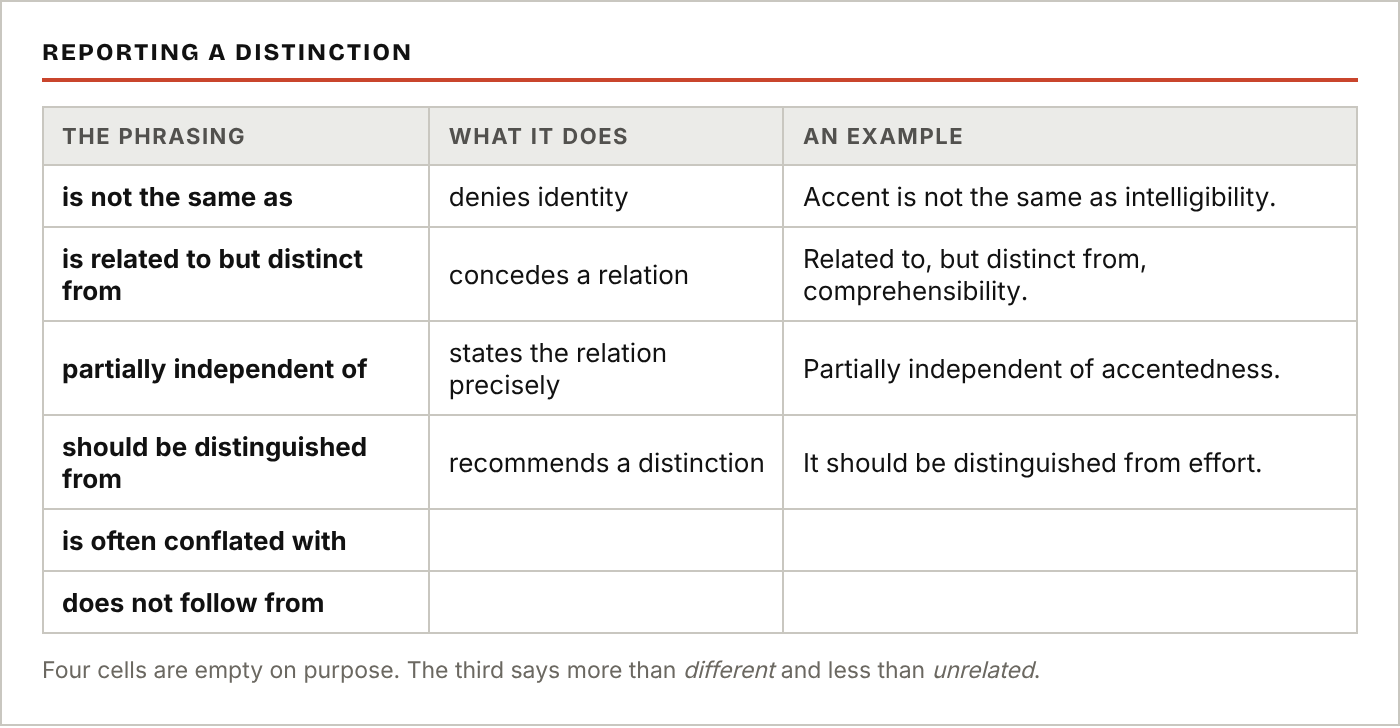 REPORTING A DISTINCTION
THE PHRASING
WHAT IT DOES
AN EXAMPLE
is not the same as
denies identity
Accent is not the same as intelligibility.
is related to but distinct
from
concedes a relation
Related to, but distinct from,
comprehensibility.
partially independent of
states the relation
precisely
Partially independent of accentedness.
should be distinguished
from
recommends a distinction
It should be distinguished from effort.
is often conflated with
does not follow from
Four cells are empty on purpose. The third says more than different and less than unrelated.